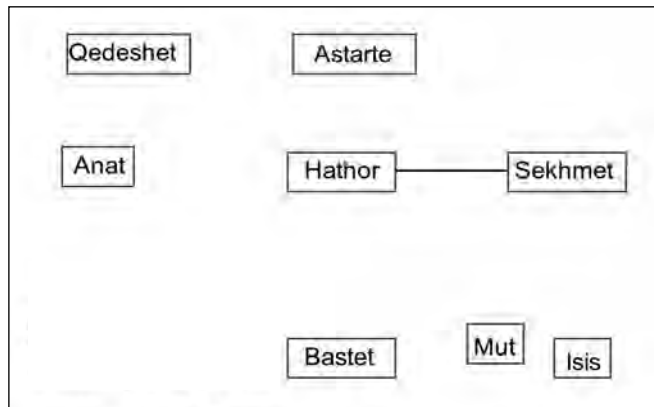 Qedeshet
Astarte
Anat
Hathor
Sekhmet
Bastet
Mut
Isis